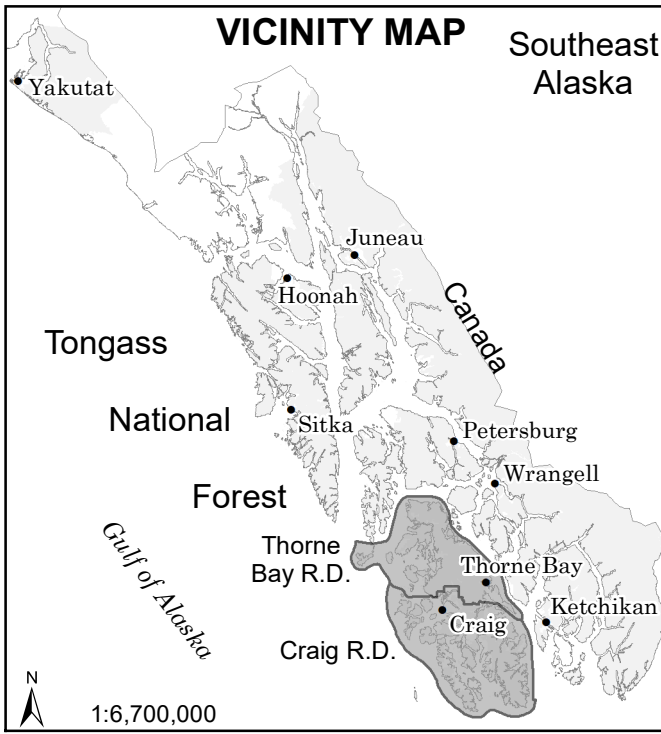 VICINITY MAP
Southeast
Alaska
Yakutat
Juneau
Hoonah
Canada
Tongass
National
Sitka
Petersburg
Wrangell
Forest
Thorne
Bay R.D.
Thorne Bay
Gulf of Alaska
Ketchikan
Craig
Craig R.D.
N
1:6,700,000